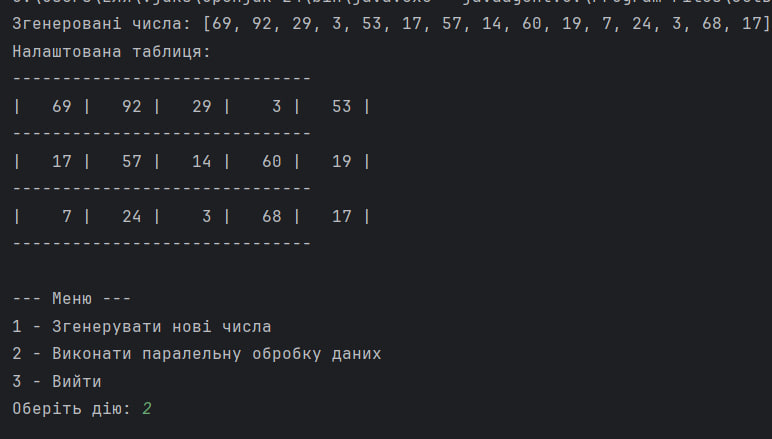 Згенеровані числа: [69, 92, 29, 3, 53, 17, 57, 14, 60, 19, 7, 24, 3, 68, 17]
Налаштована таблиця:
------------------------------
|   69 |   92 |   29 |    3 |   53 |
------------------------------
|   17 |   57 |   14 |   60 |   19 |
------------------------------
|    7 |   24 |    3 |   68 |   17 |
------------------------------
--- Меню ---
1 - Згенерувати нові числа
2 - Виконати паралельну обробку даних
3 - Вийти
Оберіть дію: 2